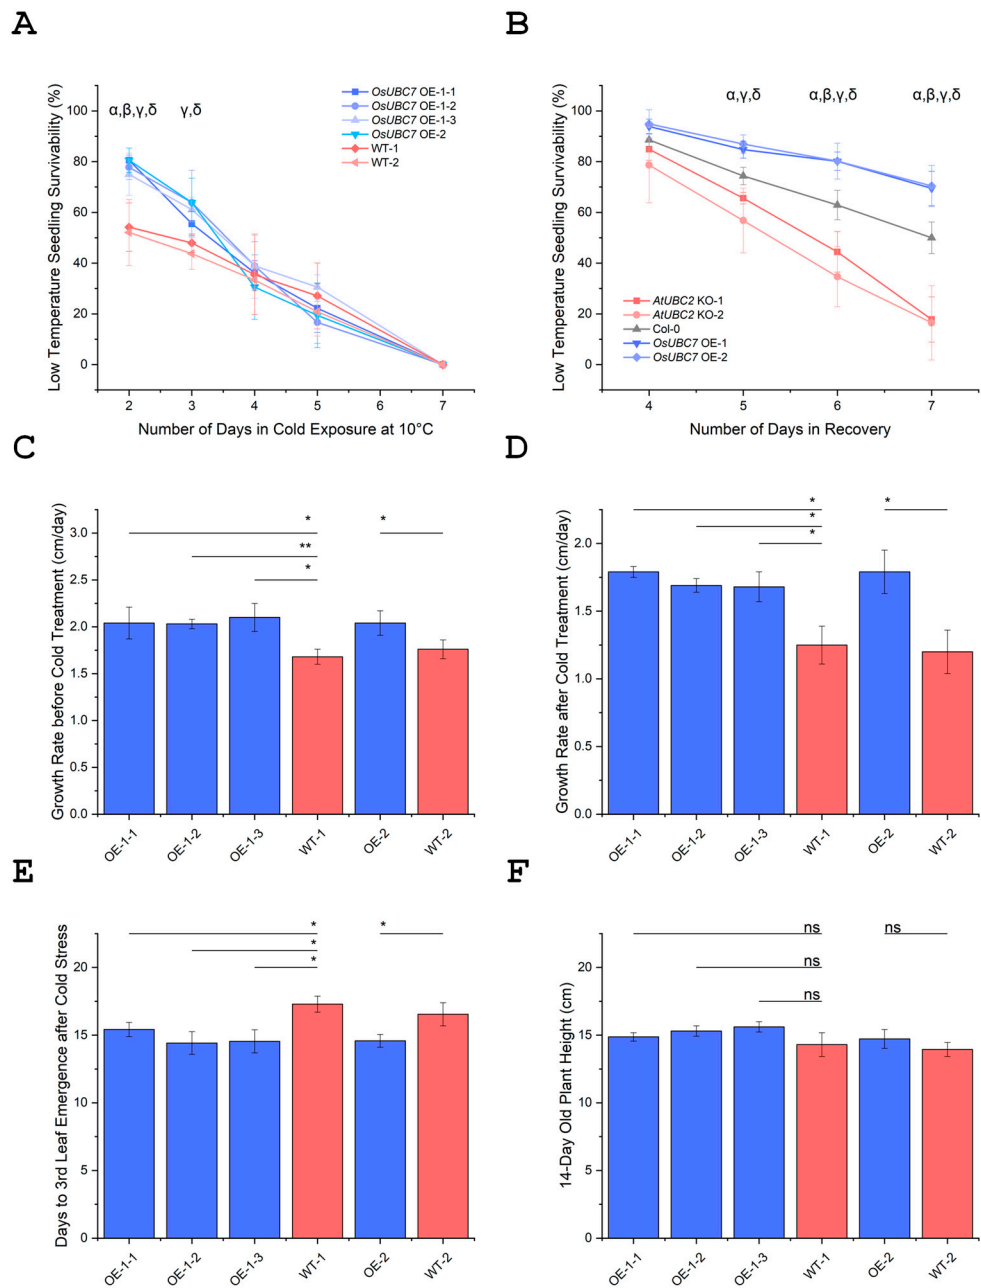 A
Low Temperature Seedling Survivability (%)
100
80
60
40
20
0
α,β,γ,δ
γ,δ
OsUBC7 OE-1-1
OsUBC7 OE-1-2
OsUBC7 OE-1-3
OsUBC7 OE-2
WT-1
WT-2
2
3
4
5
6
7
Number of Days in Cold Exposure at 10°C
B
Low Temperature Seedling Survivability (%)
100
80
60
40
20
0
α,γ,δ
α,β,γ,δ
α,β,γ,δ
AtUBC2 KO-1
AtUBC2 KO-2
Col-0
OsUBC7 OE-1
OsUBC7 OE-2
4
5
6
7
Number of Days in Recovery
C
Growth Rate before Cold Treatment (cm/day)
3.0
2.5
2.0
1.5
1.0
0.5
0.0
*
*
**
*
OE-1-1
OE-1-2
OE-1-3
WT-1
OE-2
WT-2
D
Growth Rate after Cold Treatment (cm/day)
2.0
1.5
1.0
0.5
0.0
*
*
*
*
OE-1-1
OE-1-2
OE-1-3
WT-1
OE-2
WT-2
E
Days to 3rd Leaf Emergence after Cold Stress
20
15
10
5
0
*
*
*
*
OE-1-1
OE-1-2
OE-1-3
WT-1
OE-2
WT-2
F
14-Day Old Plant Height (cm)
20
15
10
5
0
ns
ns
ns
ns
OE-1-1
OE-1-2
OE-1-3
WT-1
OE-2
WT-2